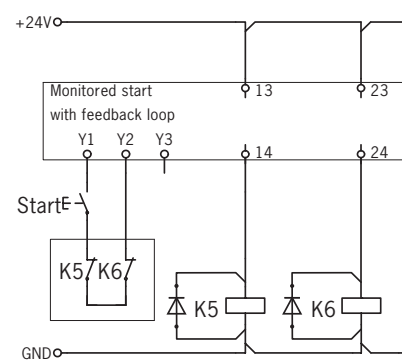 +24V
Monitored start 13 23
with feedback loop
Y1 Y2 Y3
14 24
Start
K5 K6
K5 K6
GND